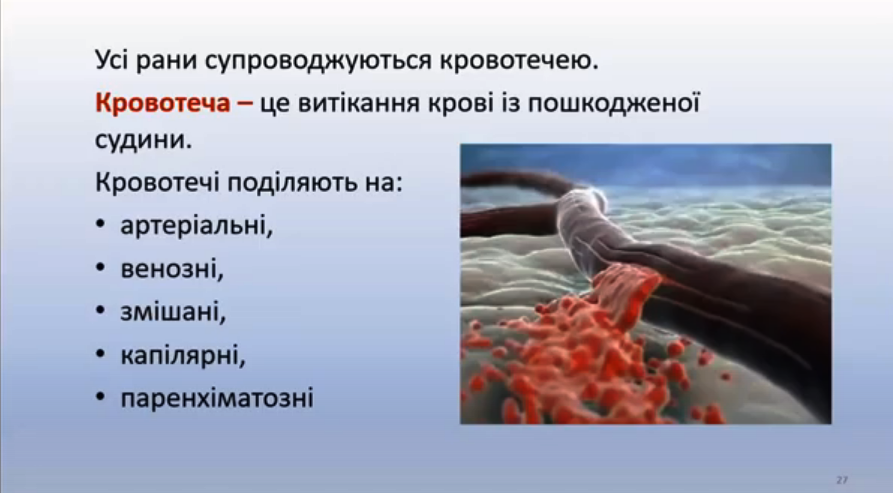 Усі рани супроводжуються кровотечею.
Кровотеча – це витікання крові із пошкодженої
судини.
Кровотечі поділяють на:
• артеріальні,
• венозні,
• змішані,
• капілярні,
• паренхіматозні
27